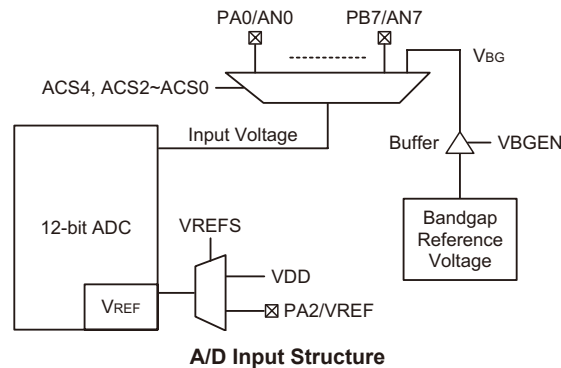 PA0/AN0
PB7/AN7
VBG
ACS4, ACS2~ACS0
Input Voltage
Buffer
VBGEN
12-bit ADC
Bandgap
Reference
Voltage
VREFS
VDD
VREF
PA2/VREF
A/D Input Structure